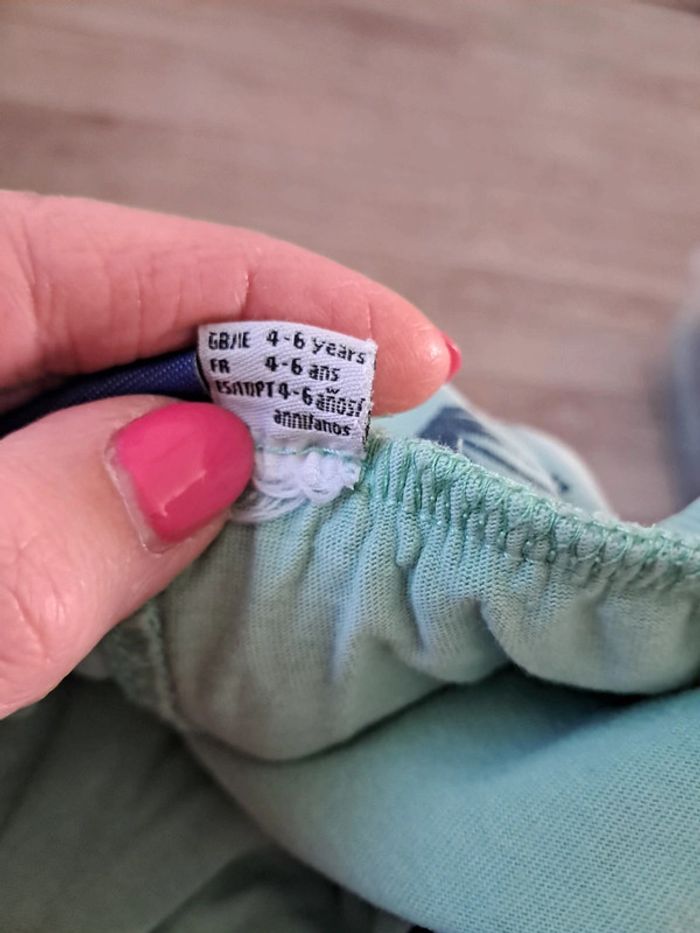 GB/IE 4-6 years
FR 4-6 ans
ES/IT/PT 4-6 años/
anni/anos